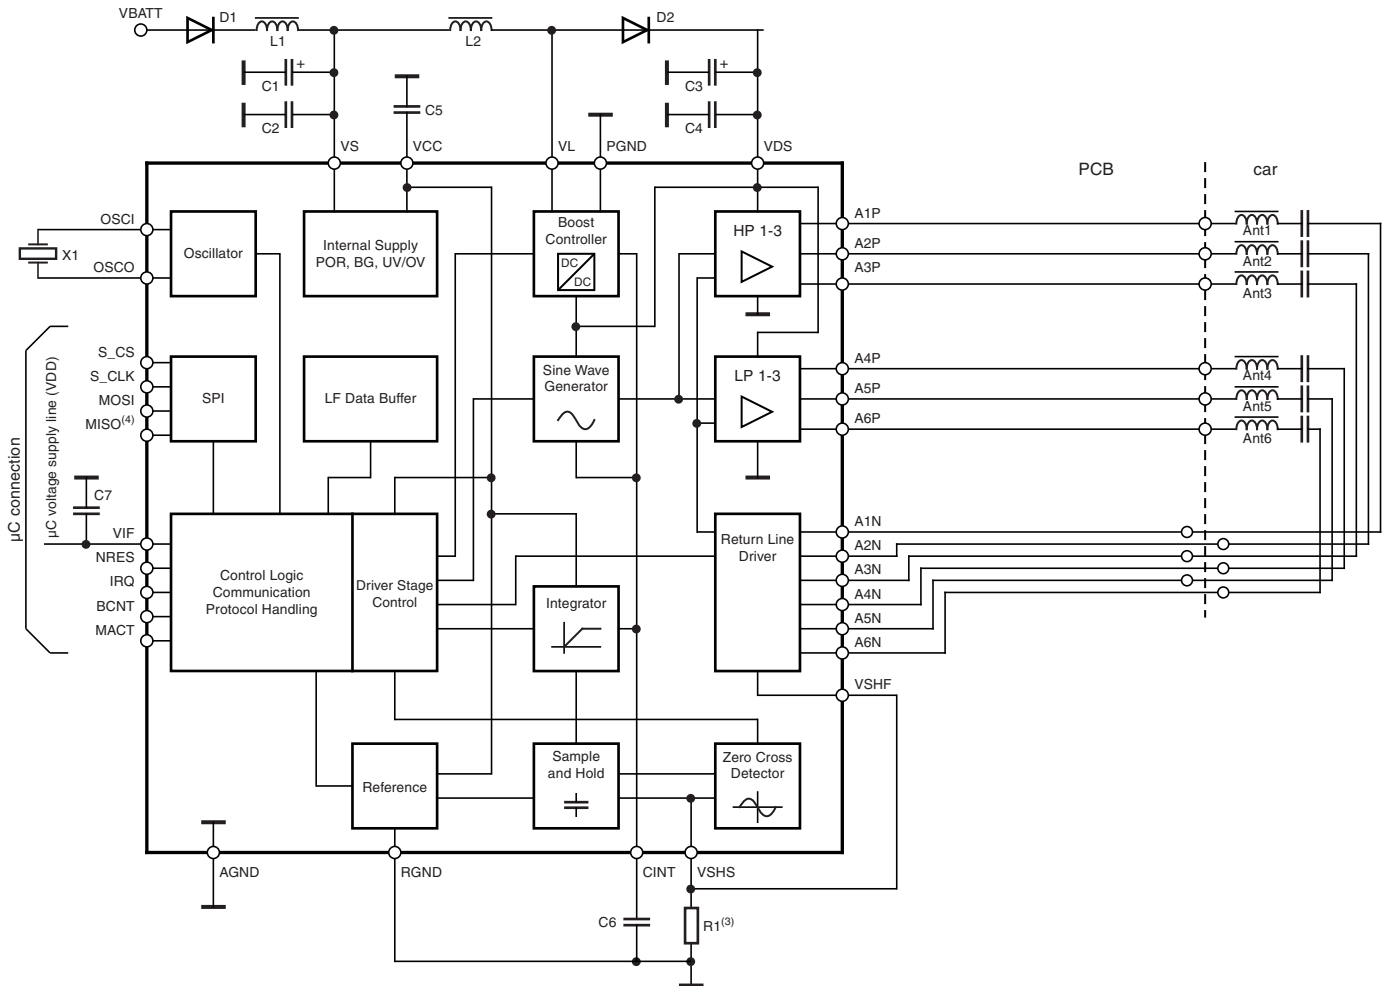 VBATT
D1
L1
L2
D2
C1
+
C5
C3
+
C2
C4
VS
VCC
VL
PGND
VDS
PCB
car
OSCI
X1
OSCO
Oscillator
Internal Supply
POR, BG, UV/OV
Boost
Controller
DC
DC
HP 1-3
A1P
A2P
A3P
Ant1
Ant2
Ant3
µC connection
µC voltage supply line (VDD)
S_CS
S_CLK
MOSI
MISO(4)
SPI
LF Data Buffer
Sine Wave
Generator
LP 1-3
A4P
A5P
A6P
Ant4
Ant5
Ant6
C7
VIF
NRES
IRQ
BCNT
MACT
Control Logic
Communication
Protocol Handling
Driver Stage
Control
Integrator
Return Line
Driver
A1N
A2N
A3N
A4N
A5N
A6N
VSHF
Reference
Sample
and Hold
Zero Cross
Detector
AGND
RGND
CINT
VSHS
C6
R1(3)